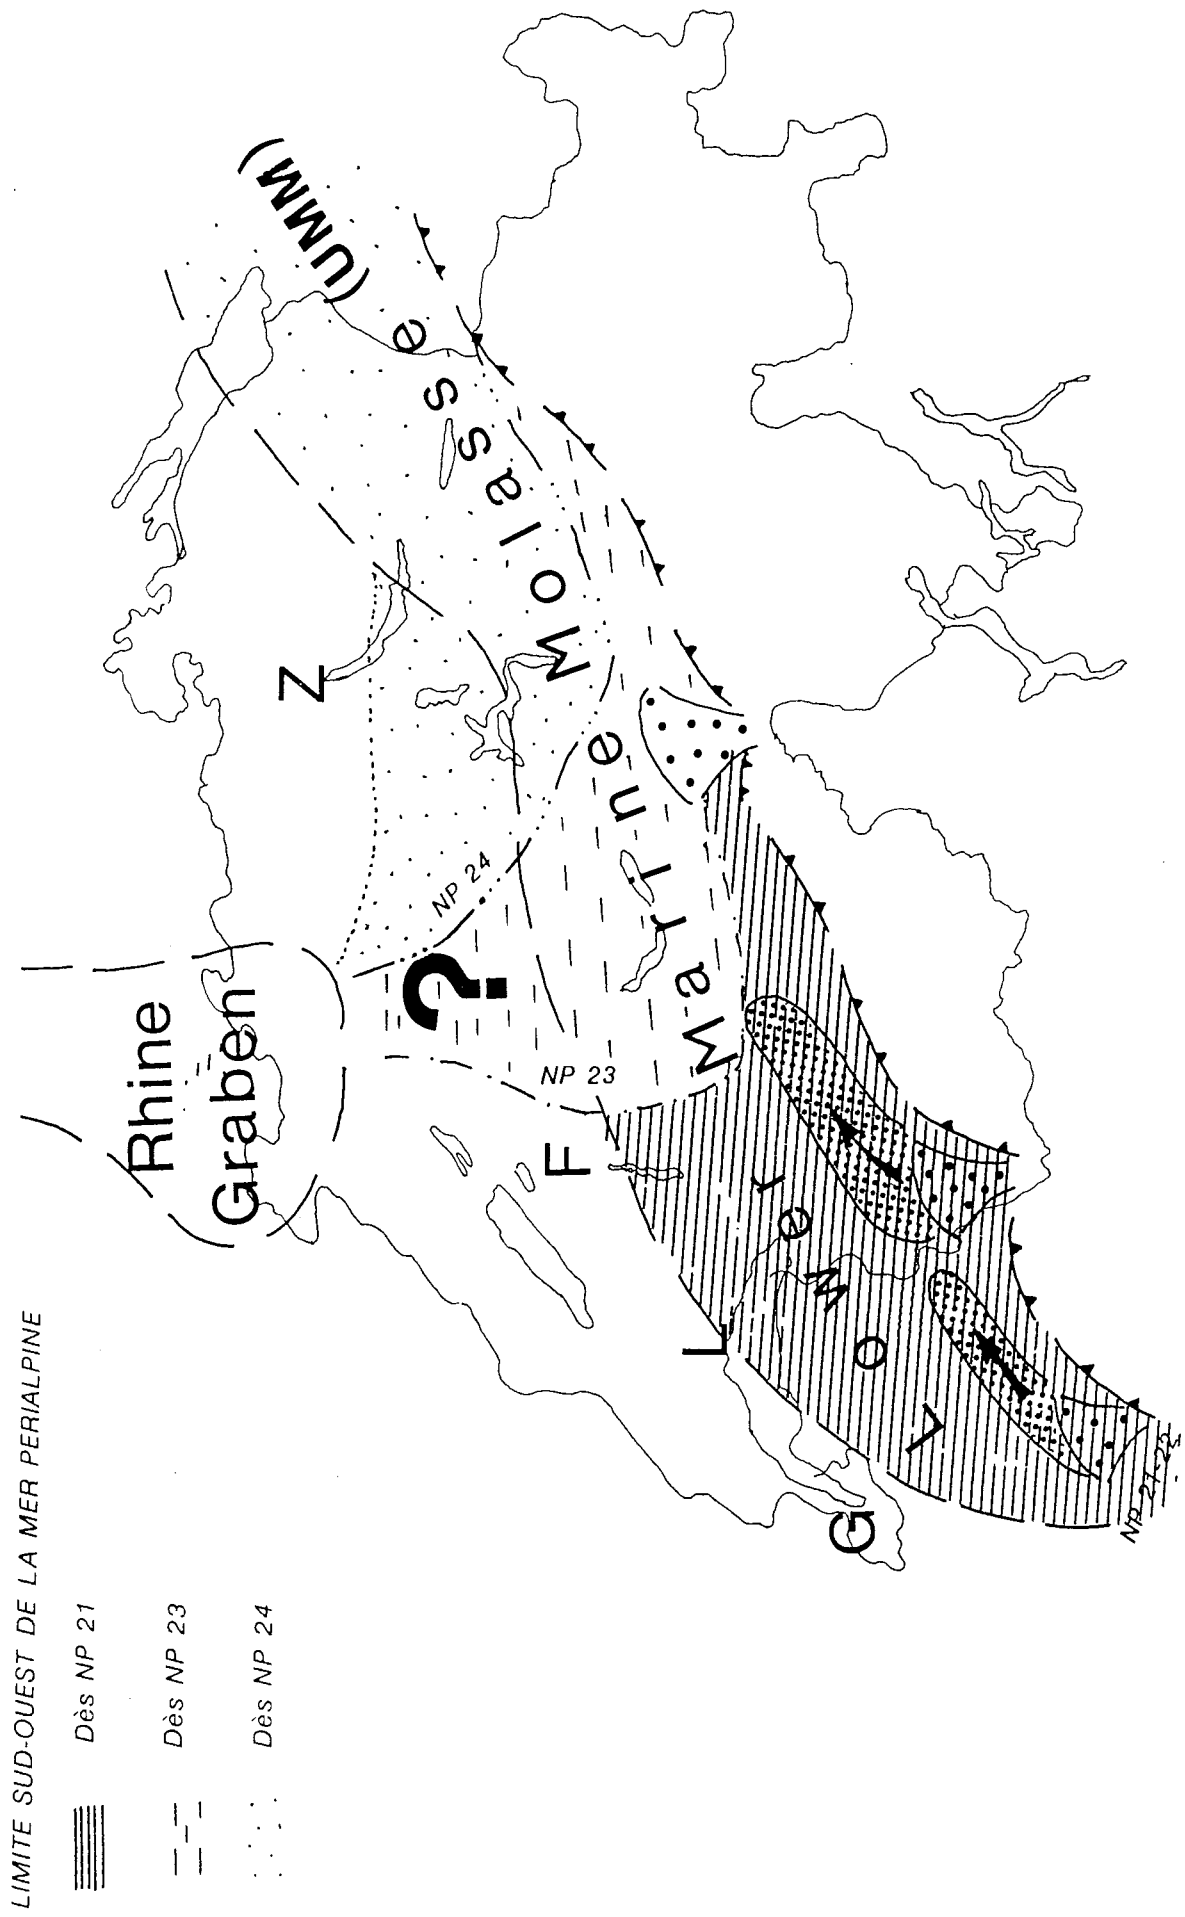 LIMITE SUD-OUEST DE LA MER PERIALPINE
Dès NP 21
Dès NP 23
Dès NP 24
Rhine
Graben
Z
F
L
G
?
NP 24
NP 23
NP 21-22
Lower Marine Molasse (UMM)